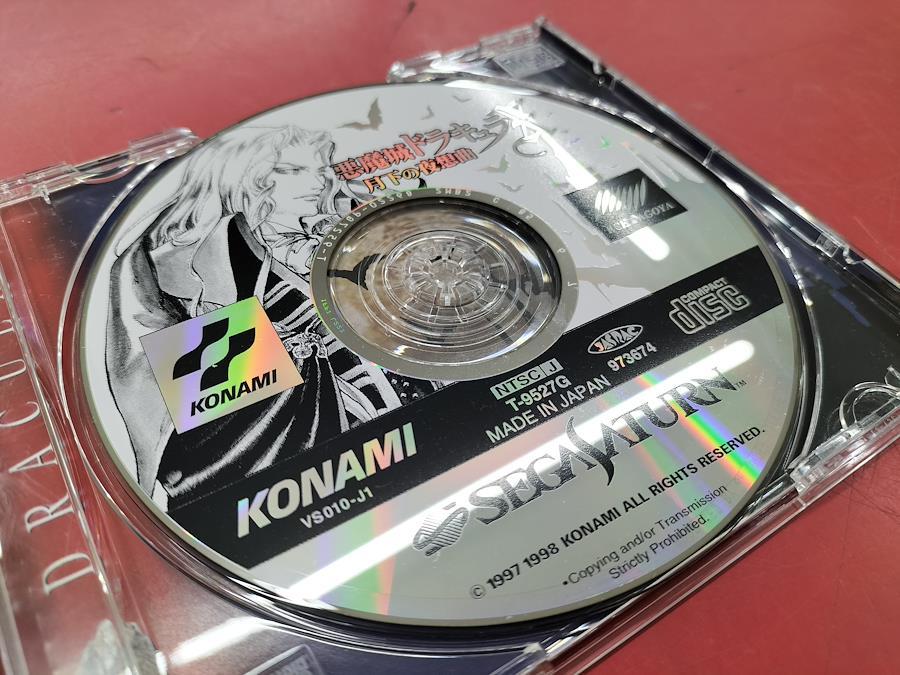 悪魔城ドラキュラX
月下の夜想曲
NAGOYA
KONAMI
COMPACT
disc
NTSC J
T-9527G
MADE IN JAPAN
973674
KONAMI
VS010-J1
SEGA SATURN™
© 1997 1998 KONAMI ALL RIGHTS RESERVED.
•Copying and/or Transmission
Strictly Prohibited.
DRACU